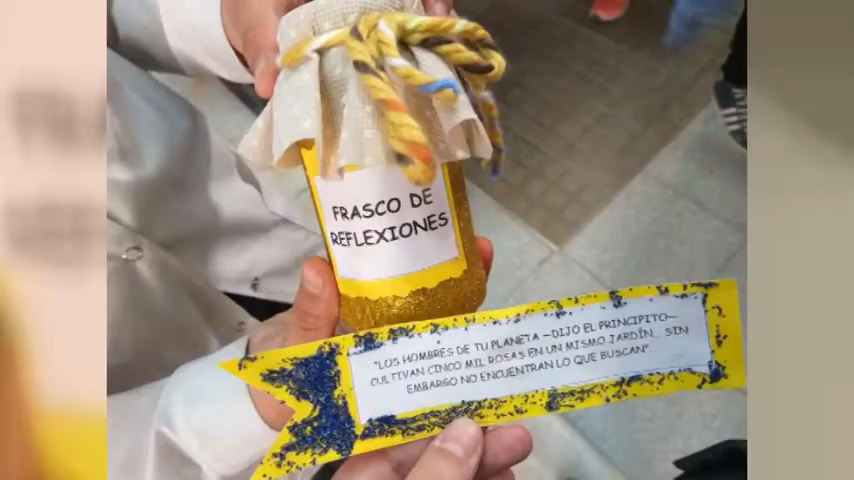 FRASCO DE
REFLEXIONES
"LOS HOMBRES DE TU PLANETA —DIJO EL PRINCIPITO—
CULTIVAN CINCO MIL ROSAS EN UN MISMO JARDÍN... SIN
EMBARGO NO ENCUENTRAN LO QUE BUSCAN".